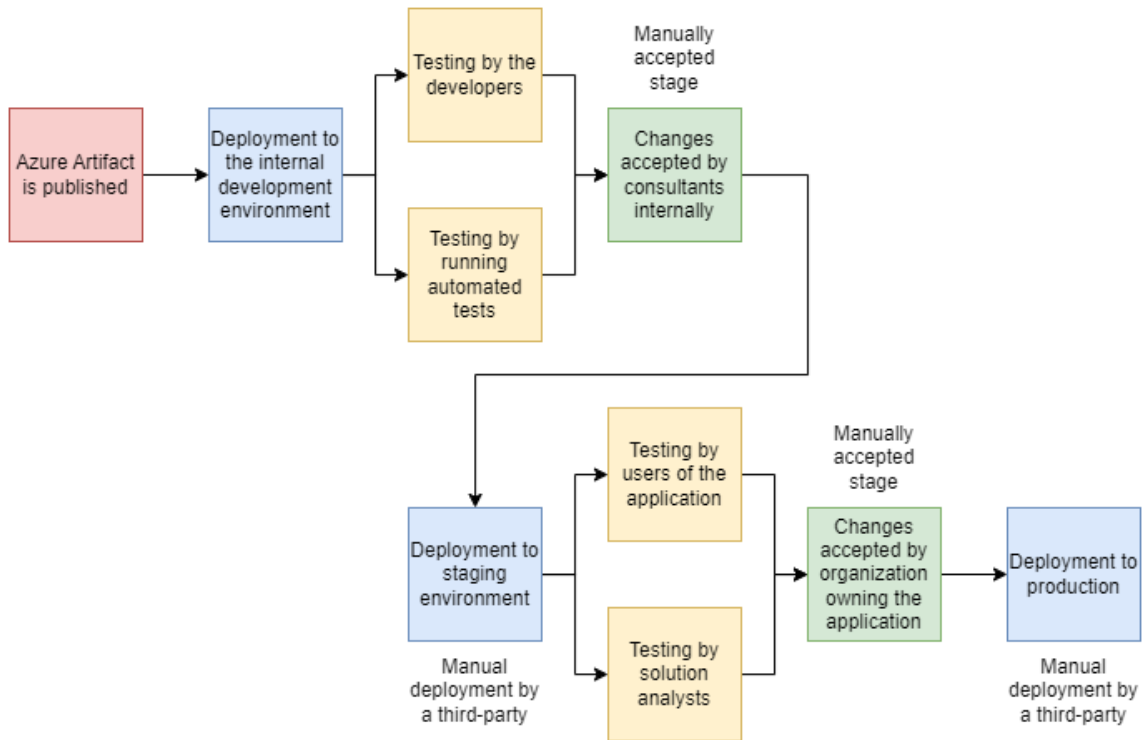 Azure Artifact
is published
Deployment to
the internal
development
environment
Testing by the
developers
Testing by
running
automated
tests
Manually
accepted
stage
Changes
accepted by
consultants
internally
Deployment to
staging
environment
Manual
deployment by
a third-party
Testing by
users of the
application
Testing by
solution
analysts
Manually
accepted
stage
Changes
accepted by
organization
owning the
application
Deployment to
production
Manual
deployment by
a third-party